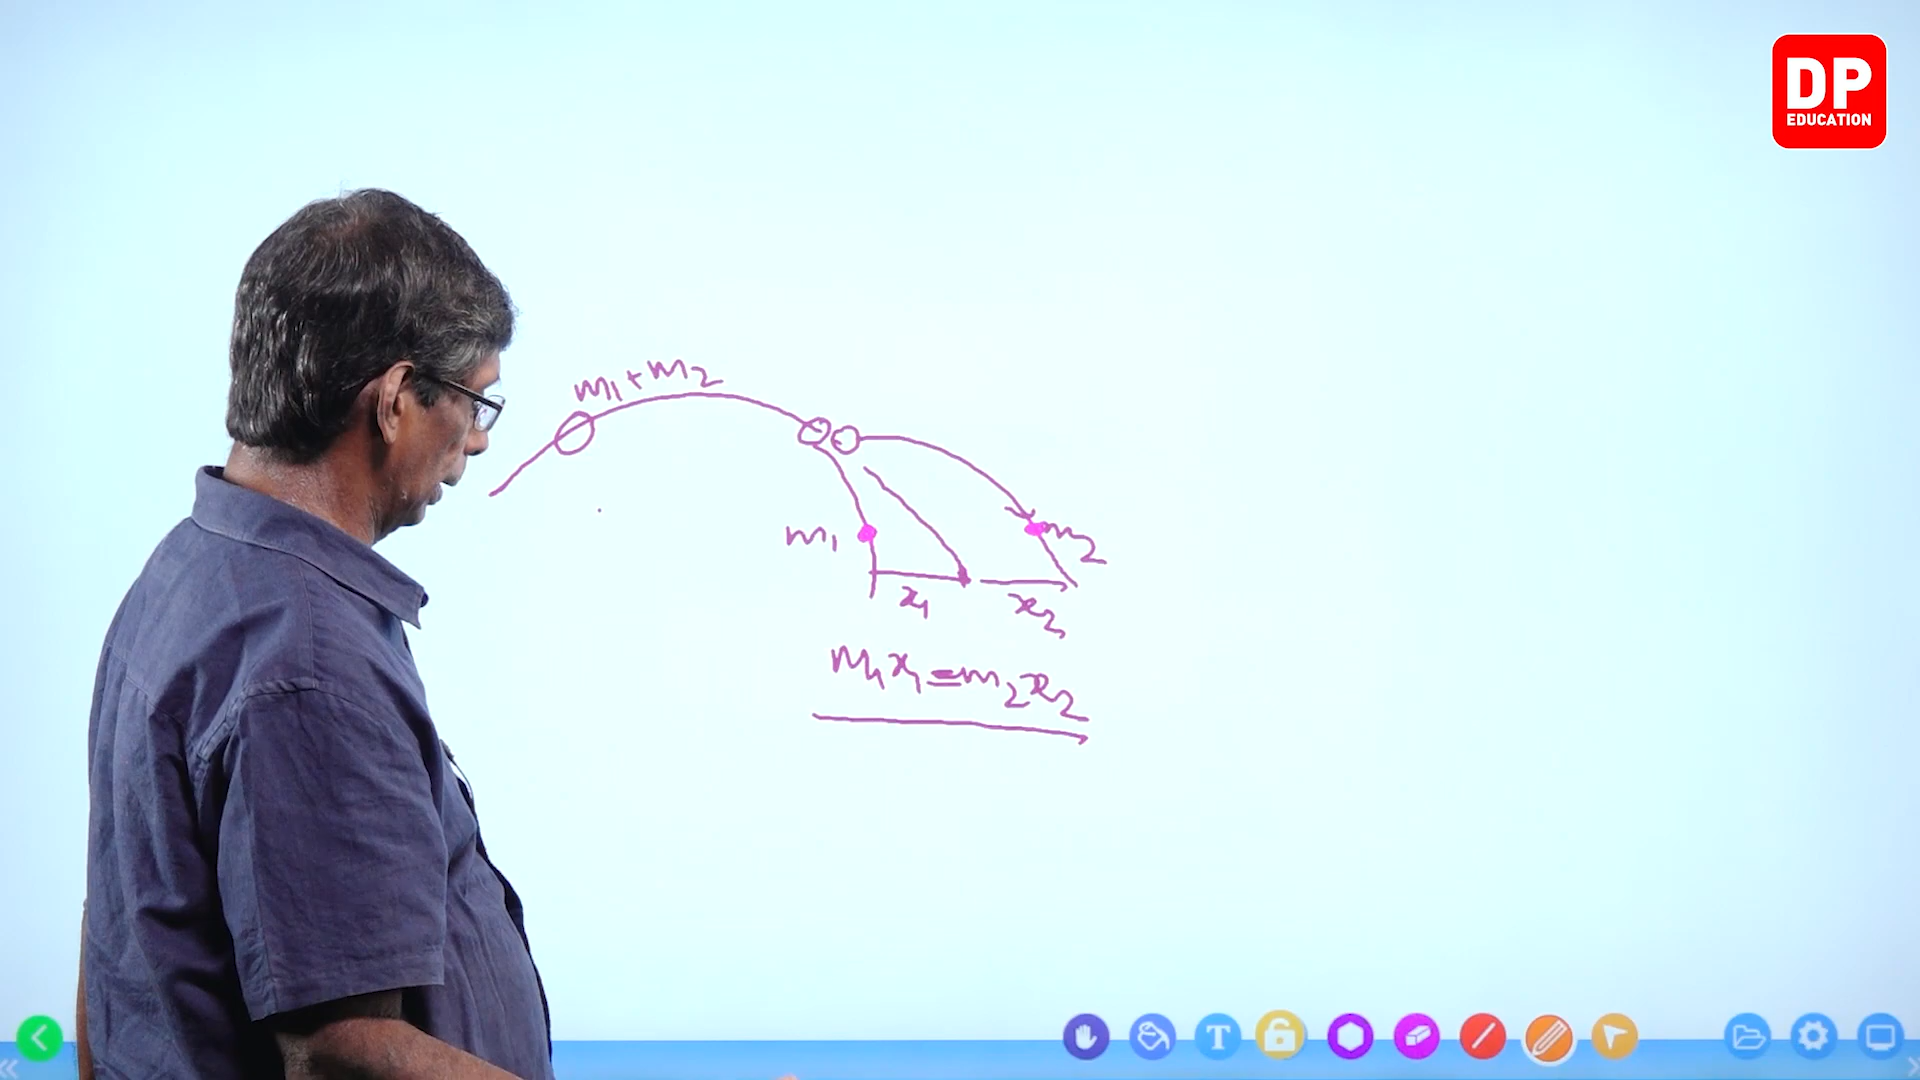 DP
EDUCATION
m₁ + m₂
m₁
m₂
x₁
x₂
m₁x₁ = m₂x₂
T